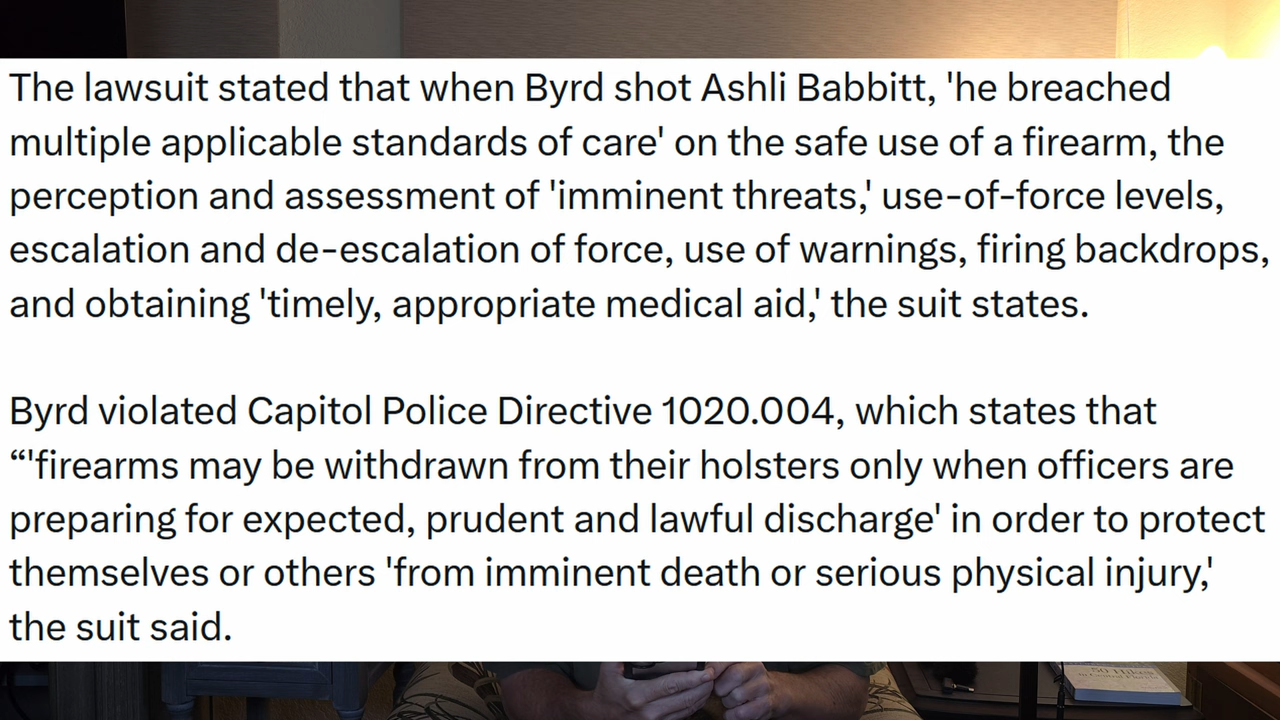 The lawsuit stated that when Byrd shot Ashli Babbitt, 'he breached
multiple applicable standards of care' on the safe use of a firearm, the
perception and assessment of 'imminent threats,' use-of-force levels,
escalation and de-escalation of force, use of warnings, firing backdrops,
and obtaining 'timely, appropriate medical aid,' the suit states.
Byrd violated Capitol Police Directive 1020.004, which states that
“'firearms may be withdrawn from their holsters only when officers are
preparing for expected, prudent and lawful discharge' in order to protect
themselves or others 'from imminent death or serious physical injury,'
the suit said.